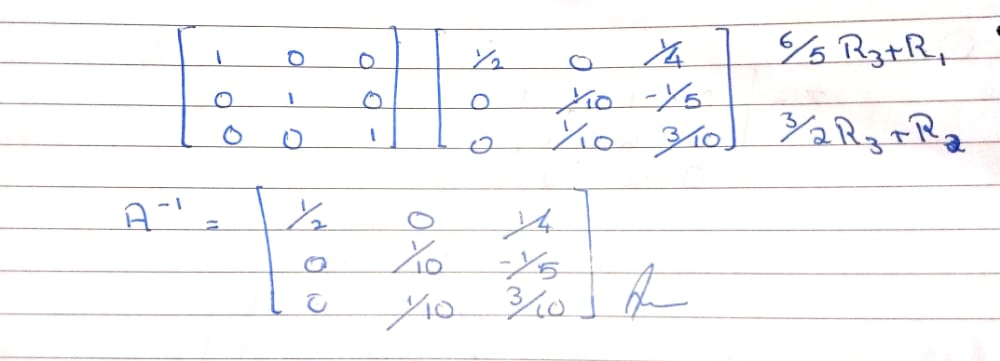 [ 1 0 0 ] [ 1/2 0 1/4 ] 6/5 R₃+R₁
[ 0 1 0 ] [ 0 1/10 -1/5 ]
[ 0 0 1 ] [ 0 1/10 3/10 ] 3/2 R₃+R₂
[ 1/2 0 1/4 ]
A⁻¹ = [ 0 1/10 -1/5 ]
[ 0 1/10 3/10 ]